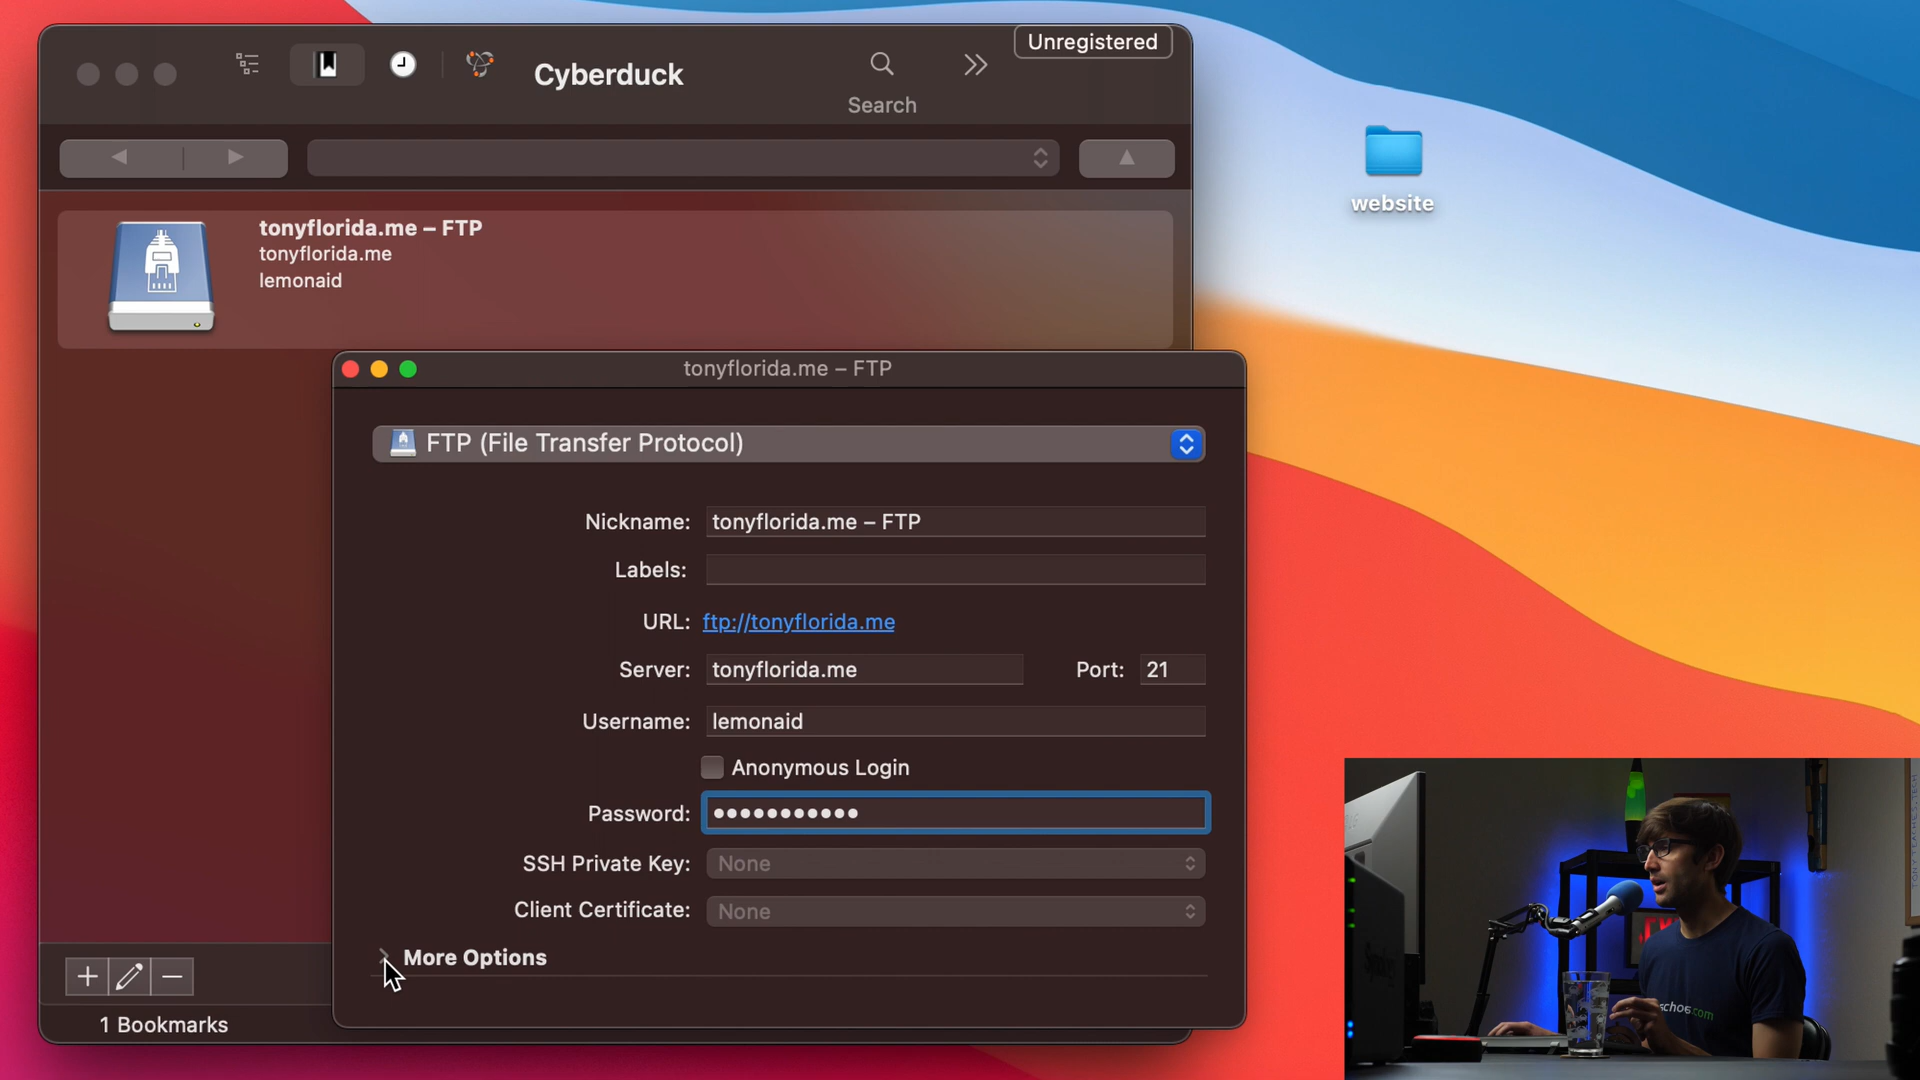 Unregistered
Cyberduck
Search
website
tonyflorida.me – FTP
tonyflorida.me
lemonaid
tonyflorida.me – FTP
FTP (File Transfer Protocol)
Nickname: tonyflorida.me – FTP
Labels:
URL: ftp://tonyflorida.me
Server: tonyflorida.me Port: 21
Username: lemonaid
Anonymous Login
Password: ●●●●●●●●●●●
SSH Private Key: None
Client Certificate: None
More Options
1 Bookmarks